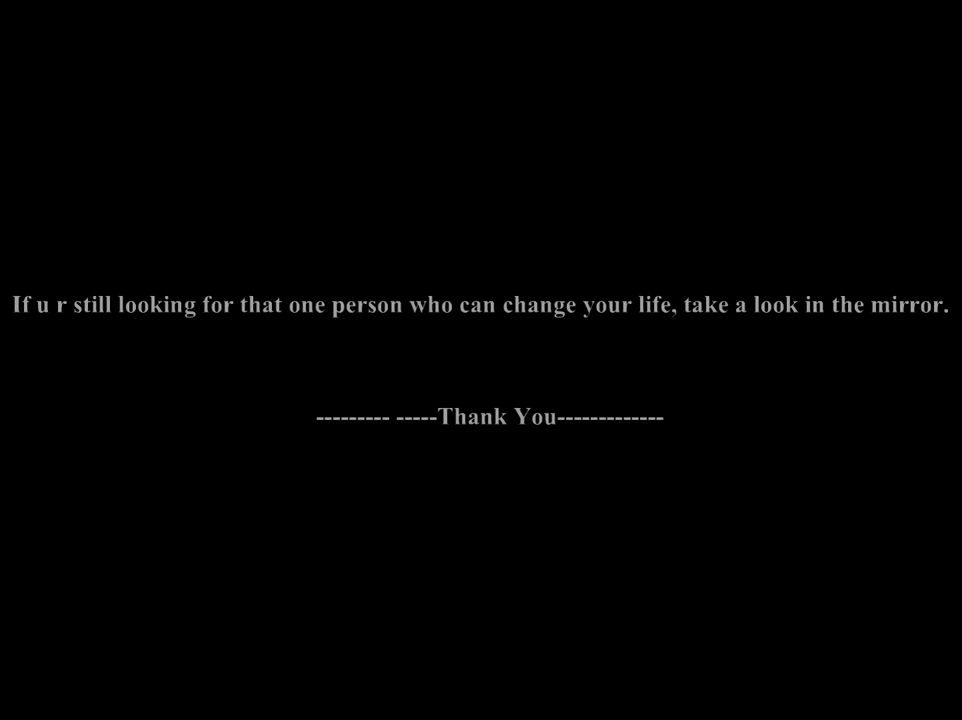 If u r still looking for that one person who can change your life, take a look in the mirror.
--------- -----Thank You-------------